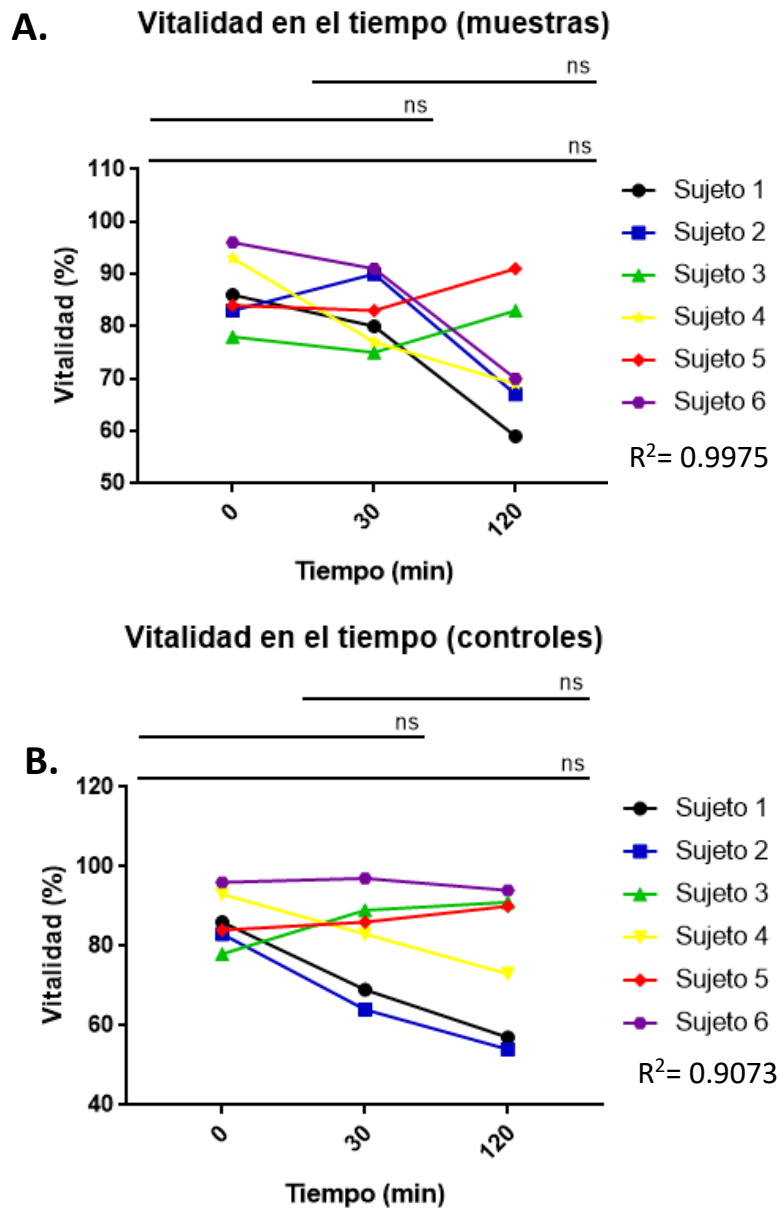 A.
Vitalidad en el tiempo (muestras)
ns
ns
ns
110
100
90
80
70
60
50
Vitalidad (%)
0
30
120
Tiempo (min)
Sujeto 1
Sujeto 2
Sujeto 3
Sujeto 4
Sujeto 5
Sujeto 6
R²= 0.9975
Vitalidad en el tiempo (controles)
ns
ns
B.
ns
120
100
80
60
40
Vitalidad (%)
0
30
120
Tiempo (min)
Sujeto 1
Sujeto 2
Sujeto 3
Sujeto 4
Sujeto 5
Sujeto 6
R²= 0.9073